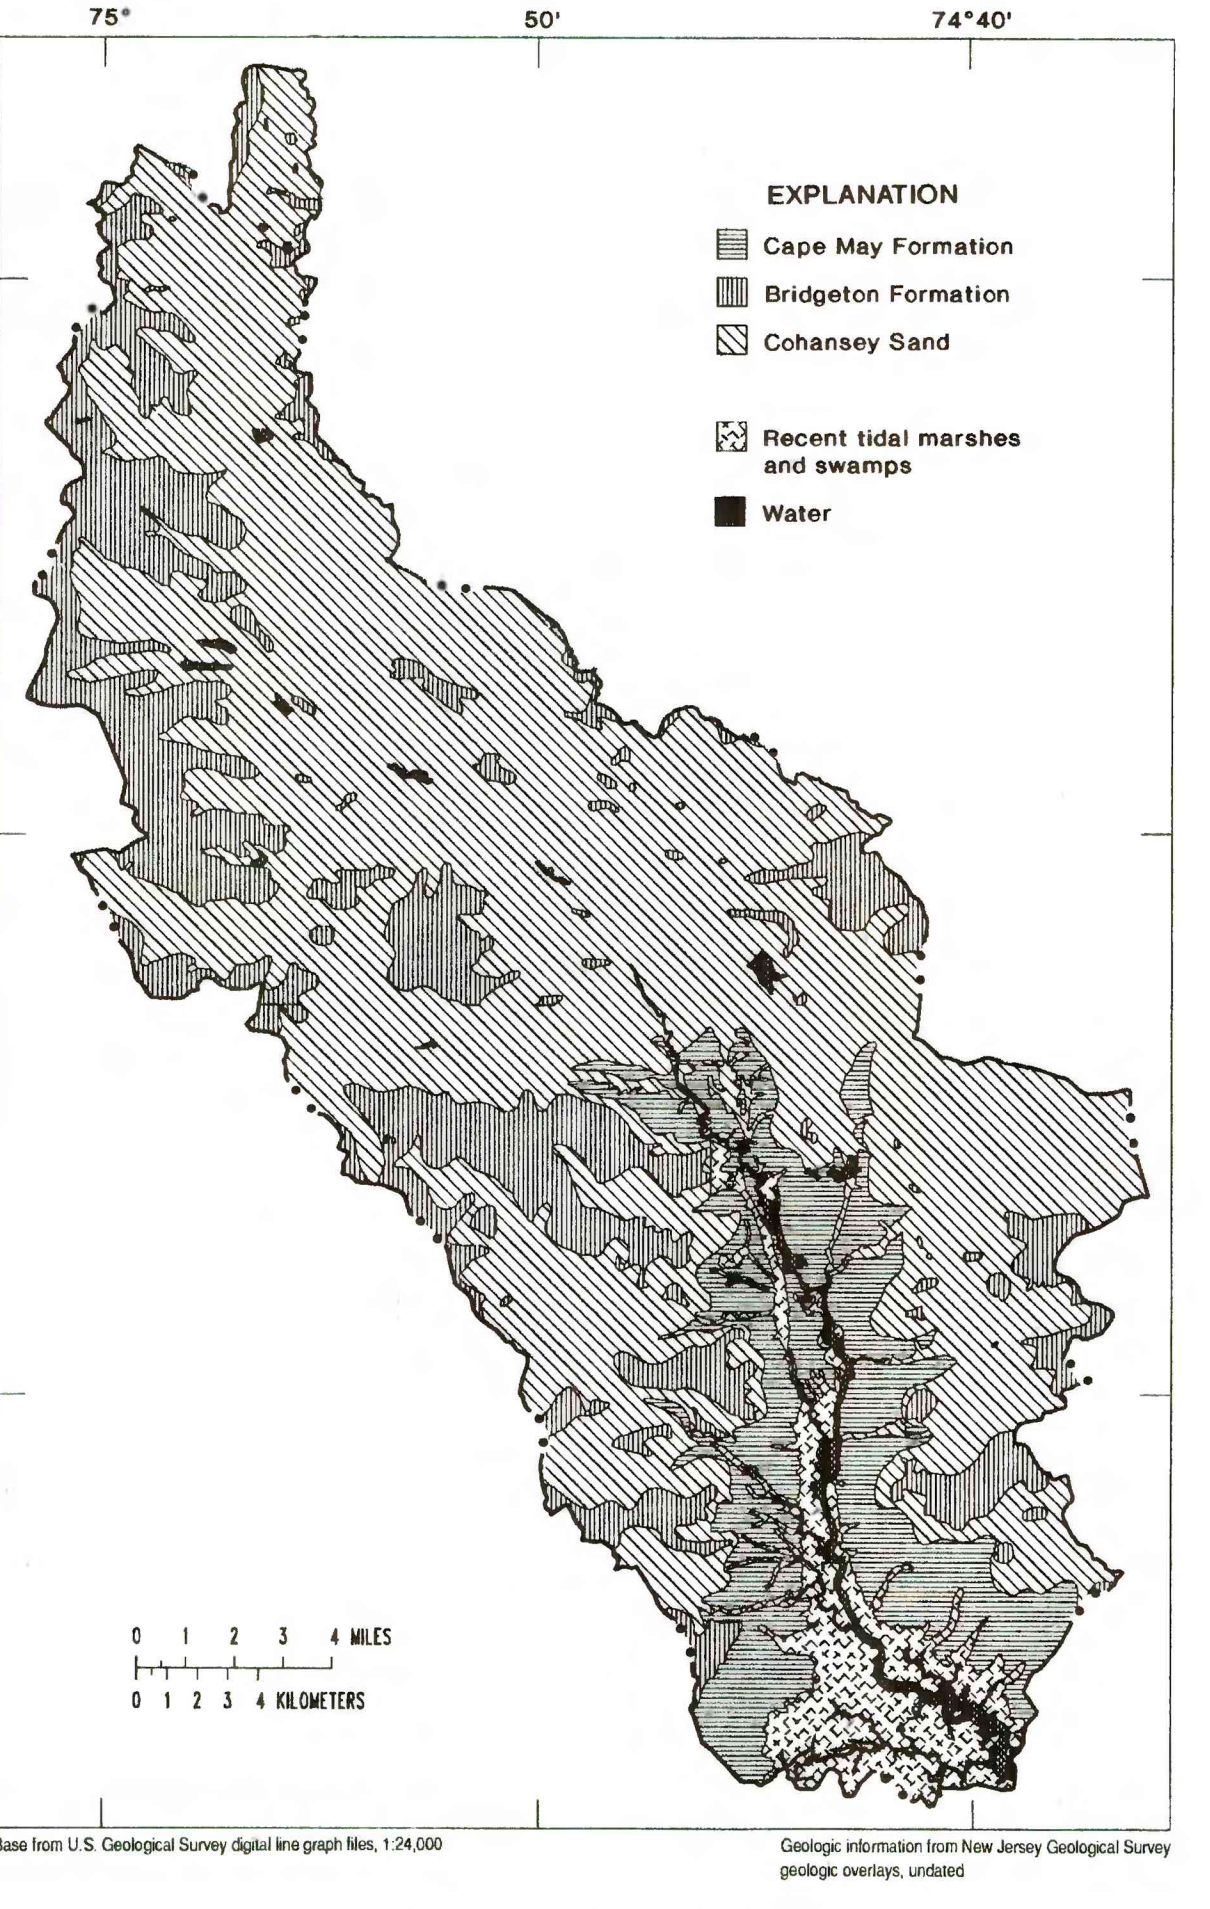 75° 50' 74°40'
EXPLANATION
Cape May Formation
Bridgeton Formation
Cohansey Sand
Recent tidal marshes
and swamps
Water
0 1 2 3 4 MILES
0 1 2 3 4 KILOMETERS
Base from U.S. Geological Survey digital line graph files, 1:24,000
Geologic information from New Jersey Geological Survey
geologic overlays, undated